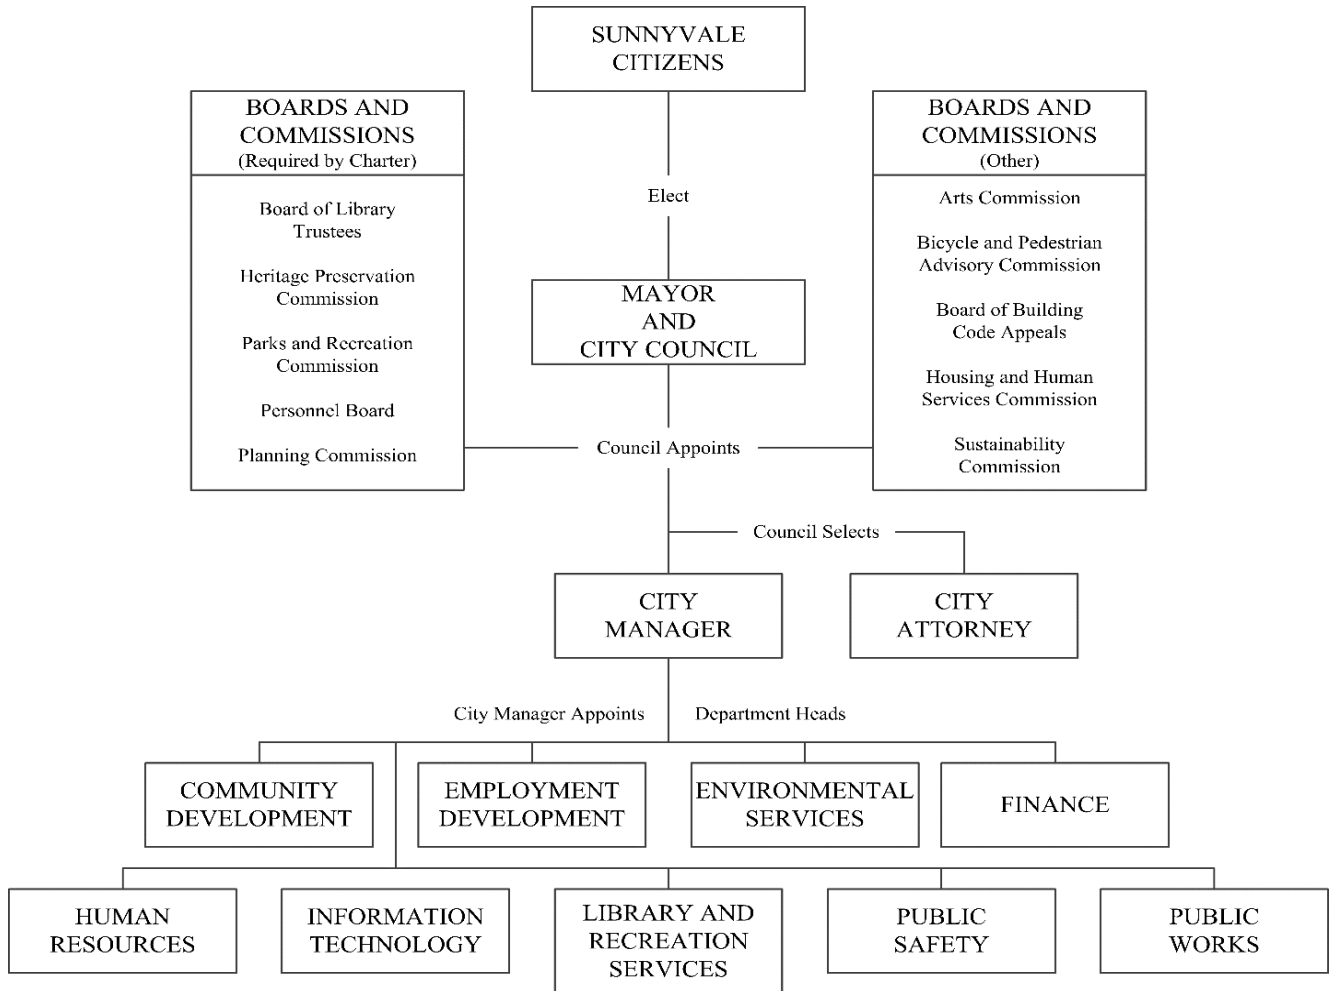 SUNNYVALE
CITIZENS
BOARDS AND
COMMISSIONS
(Required by Charter)
Board of Library
Trustees
Heritage Preservation
Commission
Parks and Recreation
Commission
Personnel Board
Planning Commission
Elect
MAYOR
AND
CITY COUNCIL
BOARDS AND
COMMISSIONS
(Other)
Arts Commission
Bicycle and Pedestrian
Advisory Commission
Board of Building
Code Appeals
Housing and Human
Services Commission
Sustainability
Commission
Council Appoints
Council Selects
CITY
MANAGER
CITY
ATTORNEY
City Manager Appoints
Department Heads
COMMUNITY
DEVELOPMENT
EMPLOYMENT
DEVELOPMENT
ENVIRONMENTAL
SERVICES
FINANCE
HUMAN
RESOURCES
INFORMATION
TECHNOLOGY
LIBRARY AND
RECREATION
SERVICES
PUBLIC
SAFETY
PUBLIC
WORKS